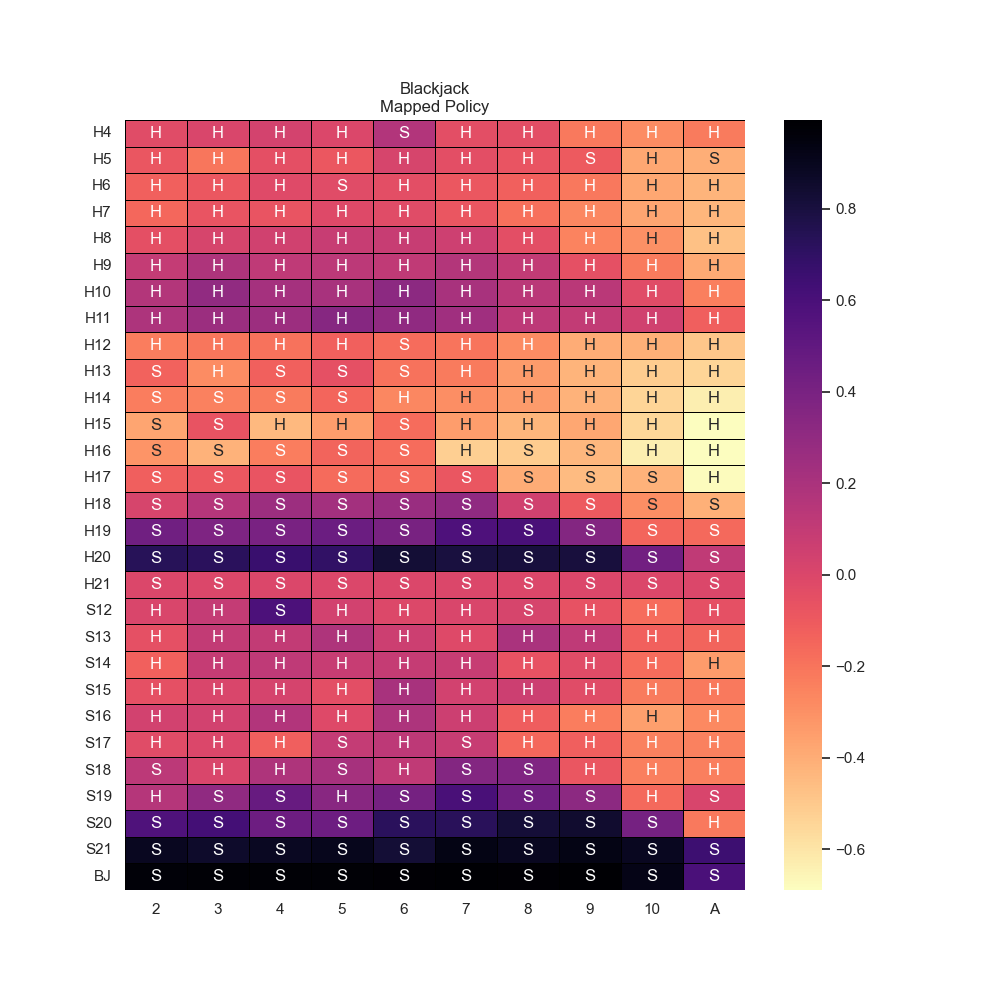 Blackjack
Mapped Policy
H4 H H H H S H H H H H
H5 H H H H H H H S H S
H6 H H H S H H H H H H
H7 H H H H H H H H H H
H8 H H H H H H H H H H
H9 H H H H H H H H H H
H10 H H H H H H H H H H
H11 H H H H H H H H H H
H12 H H H H S H H H H H
H13 S H S S S H H H H H
H14 S S S S H H H H H H
H15 S S H H S H H H H H
H16 S S S S S H S S H H
H17 S S S S S S S S S H
H18 S S S S S S S S S S
H19 S S S S S S S S S S
H20 S S S S S S S S S S
H21 S S S S S S S S S S
S12 H H S H H H S H H H
S13 H H H H H H H H H H
S14 H H H H H H H H H H
S15 H H H H H H H H H H
S16 H H H H H H H H H H
S17 H H H S H S H H H H
S18 S H H S H S S H H H
S19 H S S H S S S S H S
S20 S S S S S S S S S H
S21 S S S S S S S S S S
BJ S S S S S S S S S S
2 3 4 5 6 7 8 9 10 A
0.8
0.6
0.4
0.2
0.0
−0.2
−0.4
−0.6